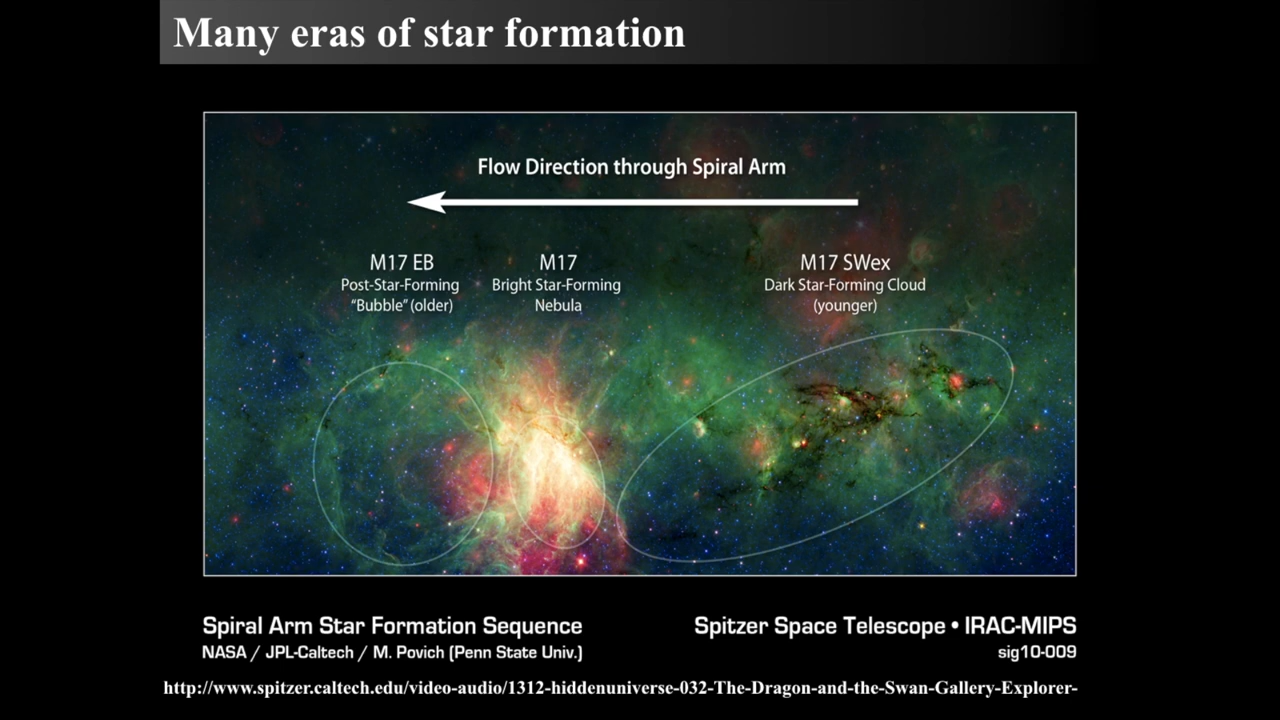 Many eras of star formation
Flow Direction through Spiral Arm
M17 EB
Post-Star-Forming
“Bubble” (older)
M17
Bright Star-Forming
Nebula
M17 SWex
Dark Star-Forming Cloud
(younger)
Spiral Arm Star Formation Sequence
NASA / JPL-Caltech / M. Povich (Penn State Univ.)
Spitzer Space Telescope • IRAC-MIPS
sig10-009
http://www.spitzer.caltech.edu/video-audio/1312-hiddenuniverse-032-The-Dragon-and-the-Swan-Gallery-Explorer-